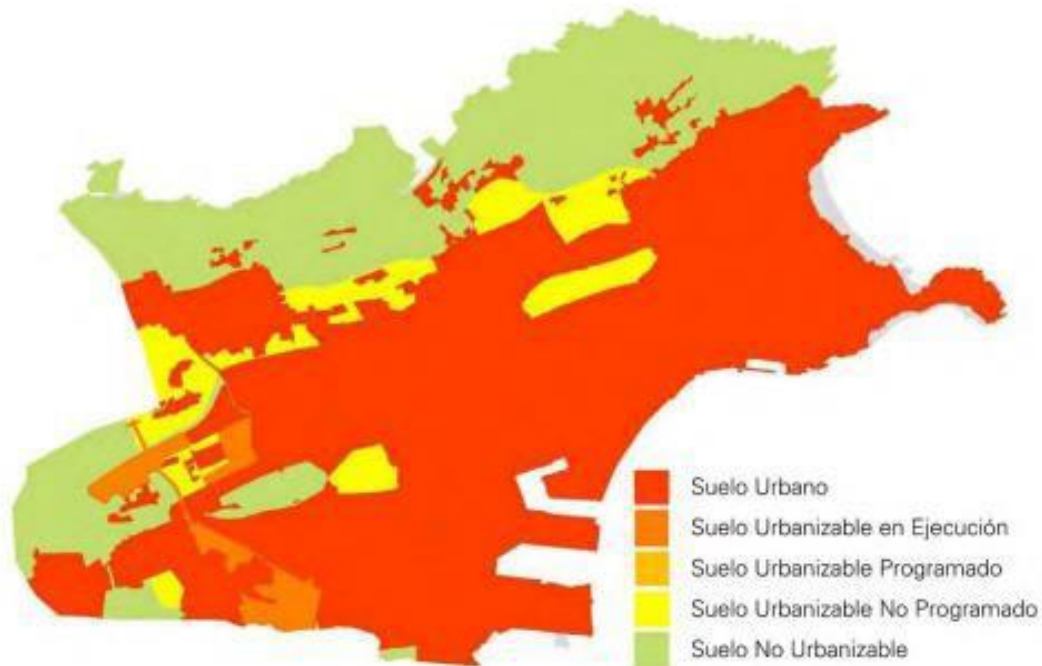 Suelo Urbano
Suelo Urbanizable en Ejecución
Suelo Urbanizable Programado
Suelo Urbanizable No Programado
Suelo No Urbanizable